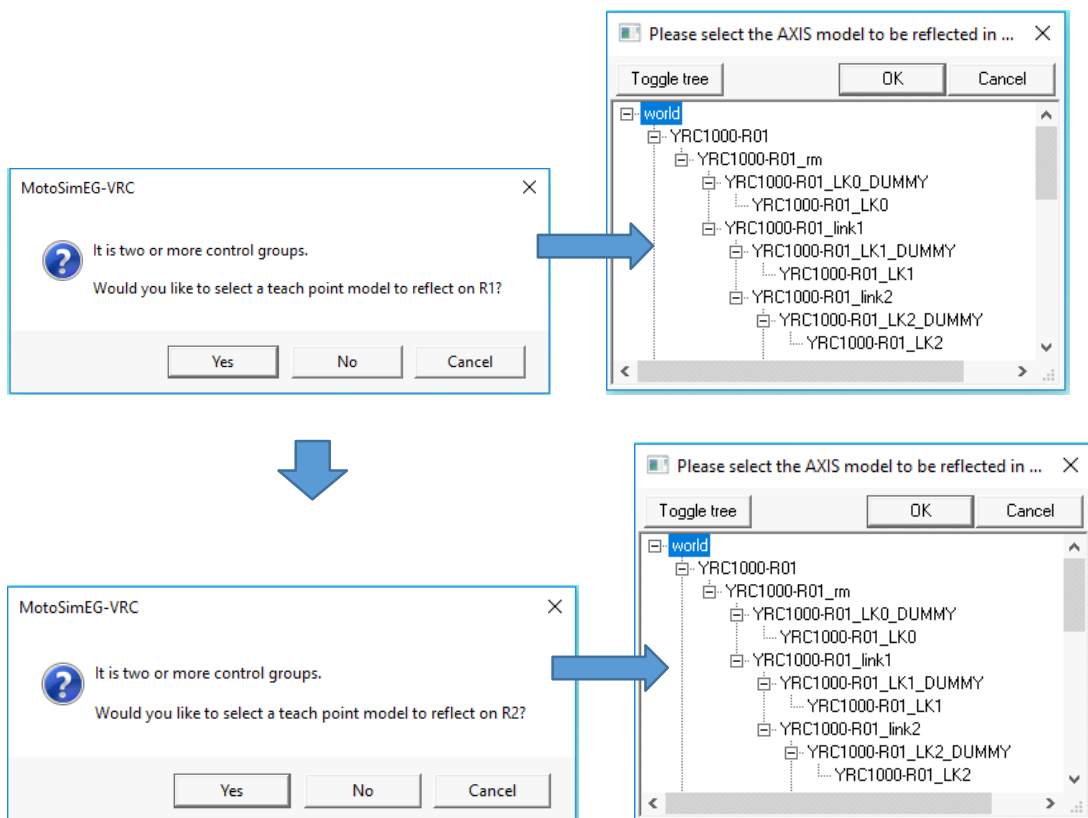 MotoSimEG-VRC
It is two or more control groups.
Would you like to select a teach point model to reflect on R1?
Yes
No
Cancel
Please select the AXIS model to be reflected in ...
Toggle tree
OK
Cancel
world
YRC1000-R01
YRC1000-R01_rm
YRC1000-R01_LK0_DUMMY
YRC1000-R01_LK0
YRC1000-R01_link1
YRC1000-R01_LK1_DUMMY
YRC1000-R01_LK1
YRC1000-R01_link2
YRC1000-R01_LK2_DUMMY
YRC1000-R01_LK2
MotoSimEG-VRC
It is two or more control groups.
Would you like to select a teach point model to reflect on R2?
Yes
No
Cancel
Please select the AXIS model to be reflected in ...
Toggle tree
OK
Cancel
world
YRC1000-R01
YRC1000-R01_rm
YRC1000-R01_LK0_DUMMY
YRC1000-R01_LK0
YRC1000-R01_link1
YRC1000-R01_LK1_DUMMY
YRC1000-R01_LK1
YRC1000-R01_link2
YRC1000-R01_LK2_DUMMY
YRC1000-R01_LK2